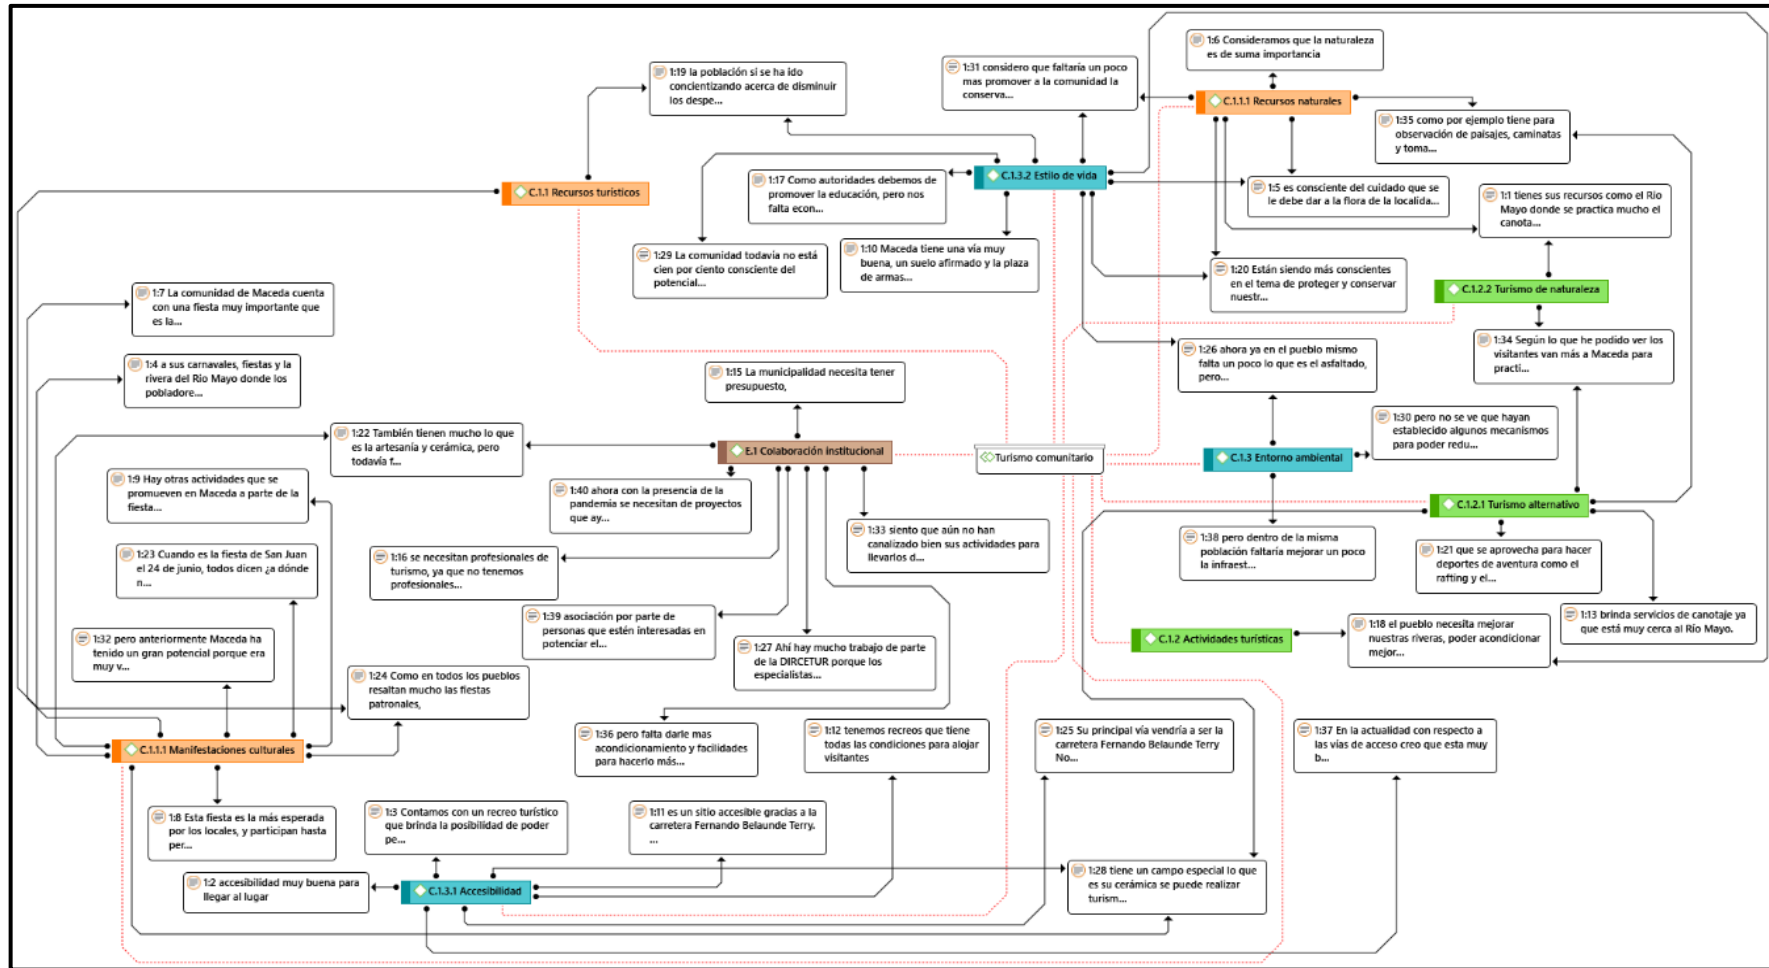 1:6 Consideramos que la naturaleza
es de suma importancia
1:19 la población si se ha ido
concientizando acerca de disminuir
los despe...
1:31 considero que faltaría un poco
mas promover a la comunidad la
conserva...
C.1.1.1 Recursos naturales
1:35 como por ejemplo tiene para
observación de paisajes, caminatas
y toma...
C.1.1 Recursos turísticos
1:17 Como autoridades debemos de
promover la educación, pero nos
falta econ...
C.1.3.2 Estilo de vida
1:5 es consciente del cuidado que se
le debe dar a la flora de la localida...
1:1 tienes sus recursos como el Río
Mayo donde se practica mucho el
canota...
1:29 La comunidad todavía no está
cien por ciento consciente del
potencial...
1:10 Maceda tiene una vía muy
buena, un suelo afirmado y la plaza
de armas...
1:20 Están siendo más conscientes
en el tema de proteger y conservar
nuestr...
C.1.2.2 Turismo de naturaleza
1:7 La comunidad de Maceda cuenta
con una fiesta muy importante que
es la...
1:34 Según lo que he podido ver los
visitantes van más a Maceda para
practi...
1:26 ahora ya en el pueblo mismo
falta un poco lo que es el asfaltado,
pero...
1:4 a sus carnavales, fiestas y la
rivera del Río Mayo donde los
pobladore...
1:15 La municipalidad necesita tener
presupuesto,
1:30 pero no se ve que hayan
establecido algunos mecanismos
para poder redu...
1:22 También tienen mucho lo que
es la artesanía y cerámica, pero
todavía f...
E.1 Colaboración institucional
Turismo comunitario
C.1.3 Entorno ambiental
1:9 Hay otras actividades que se
promueven en Maceda a parte de la
fiesta...
1:40 ahora con la presencia de la
pandemia se necesitan de proyectos
que ay...
C.1.2.1 Turismo alternativo
1:33 siento que aún no han
canalizado bien sus actividades para
llevarlos d...
1:38 pero dentro de la misma
población faltaría mejorar un poco
la infraest...
1:21 que se aprovecha para hacer
deportes de aventura como el
rafting y el...
1:23 Cuando es la fiesta de San Juan
el 24 de junio, todos dicen ¿a dónde
n...
1:16 se necesitan profesionales de
turismo, ya que no tenemos
profesionales...
1:39 asociación por parte de
personas que estén interesadas en
potenciar el...
1:13 brinda servicios de canotaje ya
que está muy cerca al Río Mayo.
1:32 pero anteriormente Maceda ha
tenido un gran potencial porque era
muy v...
1:27 Ahí hay mucho trabajo de parte
de la DIRCETUR porque los
especialistas...
C.1.2 Actividades turísticas
1:18 el pueblo necesita mejorar
nuestras riveras, poder acondicionar
mejor...
1:24 Como en todos los pueblos
resaltan mucho las fiestas
patronales,
C.1.1.1 Manifestaciones culturales
1:36 pero falta darle mas
acondicionamiento y facilidades
para hacerlo más...
1:12 tenemos recreos que tiene
todas las condiciones para alojar
visitantes
1:25 Su principal vía vendría a ser la
carretera Fernando Belaunde Terry
No...
1:37 En la actualidad con respecto a
las vías de acceso creo que esta muy
b...
1:8 Esta fiesta es la más esperada
por los locales, y participan hasta
per...
1:3 Contamos con un recreo turístico
que brinda la posibilidad de poder
pe...
1:11 es un sitio accesible gracias a la
carretera Fernando Belaunde Terry.
...
1:2 accesibilidad muy buena para
llegar al lugar
C.1.3.1 Accesibilidad
1:28 tiene un campo especial lo que
es su cerámica se puede realizar
turism...